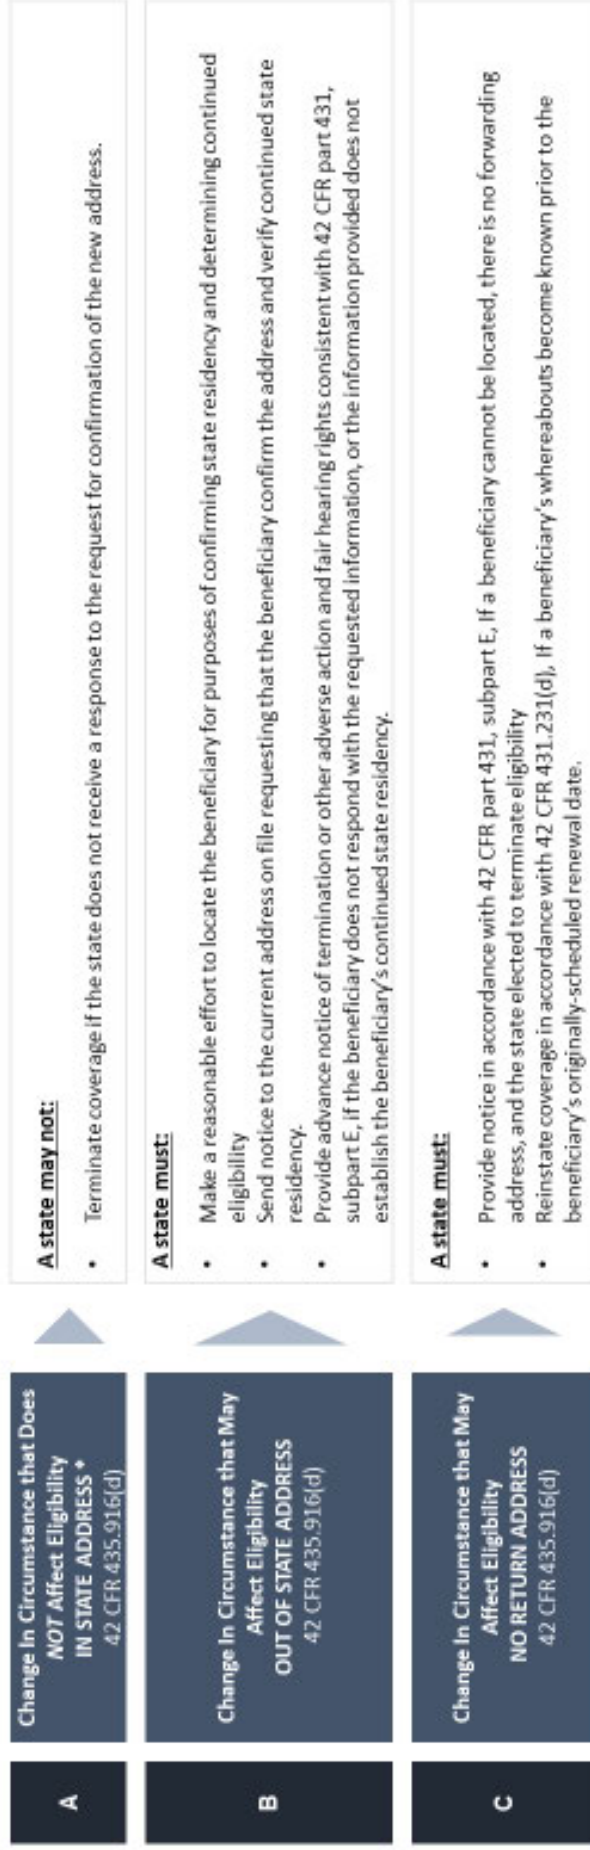 A
Change In Circumstance that Does
NOT Affect Eligibility
IN STATE ADDRESS *
42 CFR 435.916(d)
A state may not:
• Terminate coverage if the state does not receive a response to the request for confirmation of the new address.
B
Change In Circumstance that May
Affect Eligibility
OUT OF STATE ADDRESS
42 CFR 435.916(d)
A state must:
• Make a reasonable effort to locate the beneficiary for purposes of confirming state residency and determining continued
eligibility
• Send notice to the current address on file requesting that the beneficiary confirm the address and verify continued state
residency.
• Provide advance notice of termination or other adverse action and fair hearing rights consistent with 42 CFR part 431,
subpart E, if the beneficiary does not respond with the requested information, or the information provided does not
establish the beneficiary's continued state residency.
C
Change In Circumstance that May
Affect Eligibility
NO RETURN ADDRESS
42 CFR 435.916(d)
A state must:
• Provide notice in accordance with 42 CFR part 431, subpart E, If a beneficiary cannot be located, there is no forwarding
address, and the state elected to terminate eligibility
• Reinstate coverage in accordance with 42 CFR 431.231(d), If a beneficiary's whereabouts become known prior to the
beneficiary's originally-scheduled renewal date.